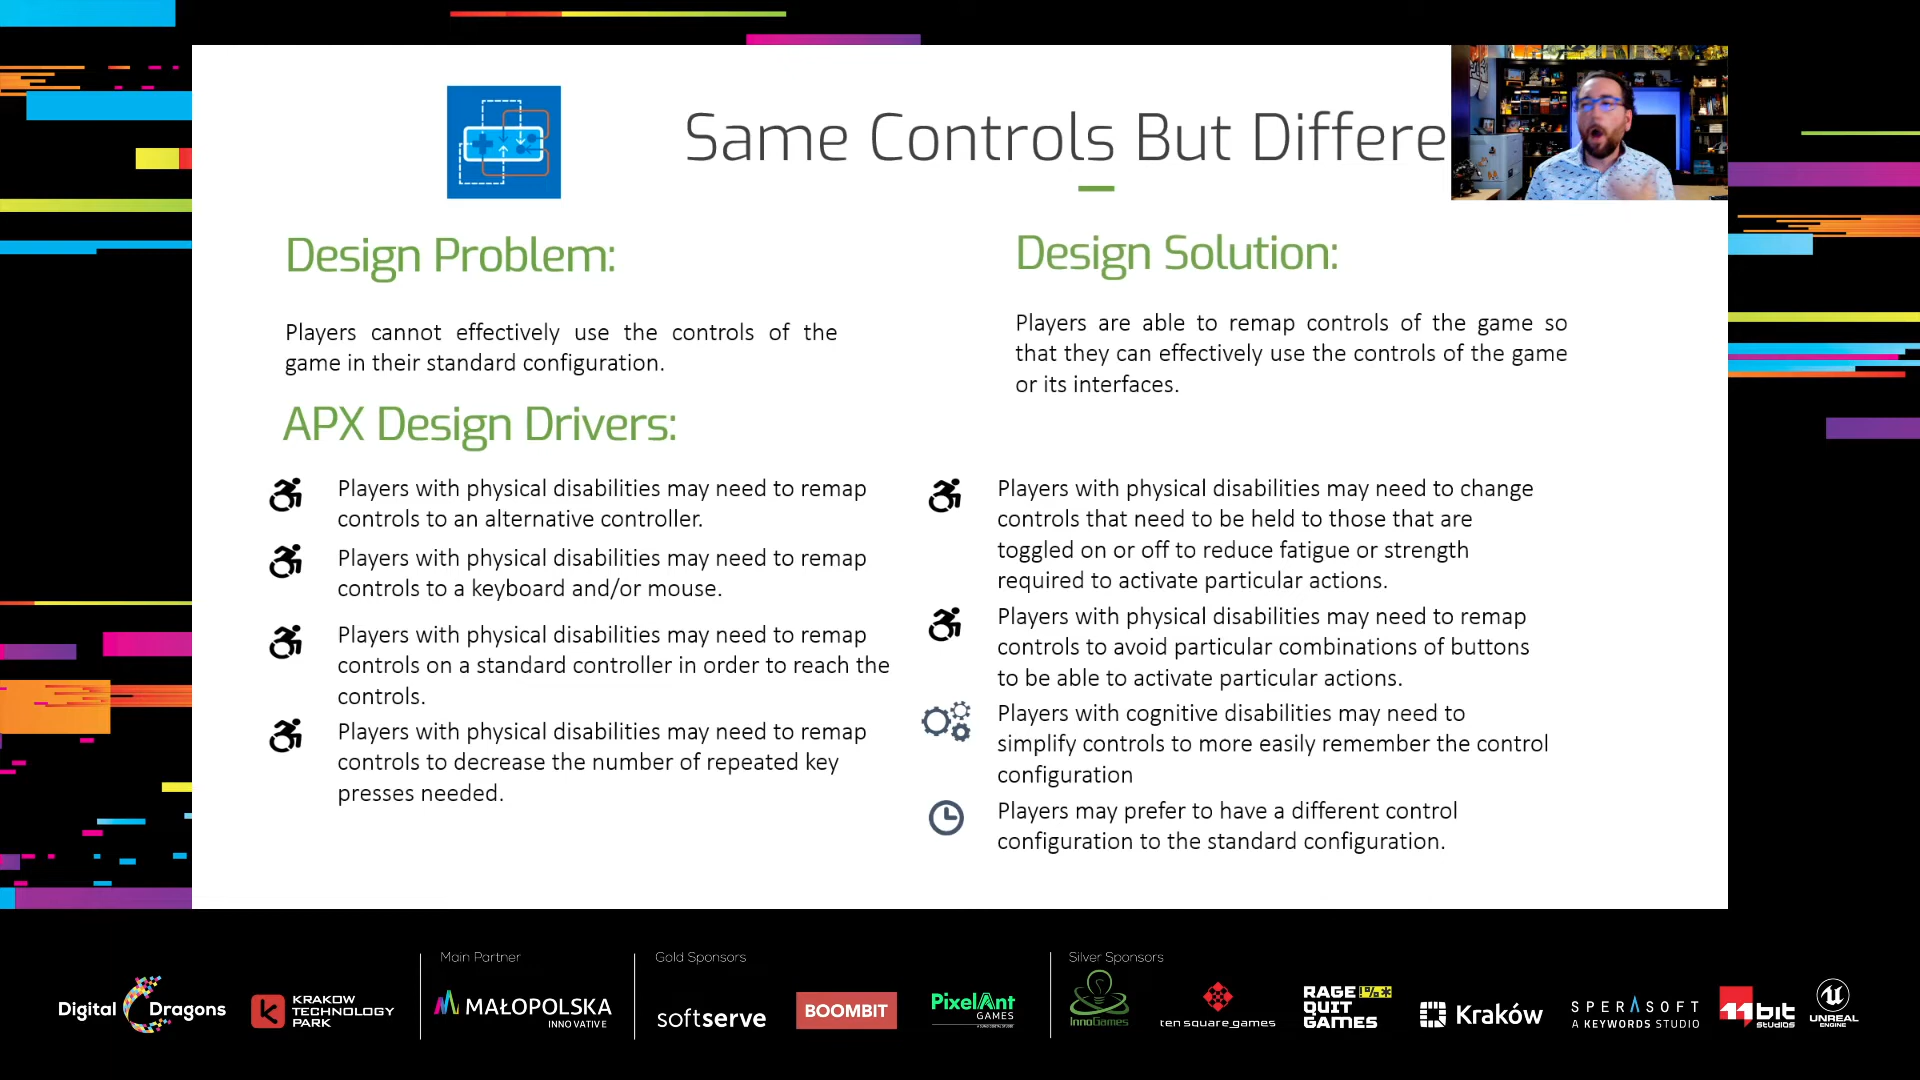 Same Controls But Differe
Design Problem:
Players cannot effectively use the controls of the
game in their standard configuration.
Design Solution:
Players are able to remap controls of the game so
that they can effectively use the controls of the game
or its interfaces.
APX Design Drivers:
Players with physical disabilities may need to remap
controls to an alternative controller.
Players with physical disabilities may need to remap
controls to a keyboard and/or mouse.
Players with physical disabilities may need to remap
controls on a standard controller in order to reach the
controls.
Players with physical disabilities may need to remap
controls to decrease the number of repeated key
presses needed.
Players with physical disabilities may need to change
controls that need to be held to those that are
toggled on or off to reduce fatigue or strength
required to activate particular actions.
Players with physical disabilities may need to remap
controls to avoid particular combinations of buttons
to be able to activate particular actions.
Players with cognitive disabilities may need to
simplify controls to more easily remember the control
configuration
Players may prefer to have a different control
configuration to the standard configuration.
Digital Dragons
KRAKOW
TECHNOLOGY
PARK
Main Partner
MAŁOPOLSKA
INNOVATIVE
Gold Sponsors
softserve
BOOMBIT
PixelAnt
GAMES
Silver Sponsors
InnoGames
ten square games
RAGE !%*
QUIT
GAMES
Kraków
SPERASOFT
A KEYWORDS STUDIO
11bit
studios
UNREAL
ENGINE